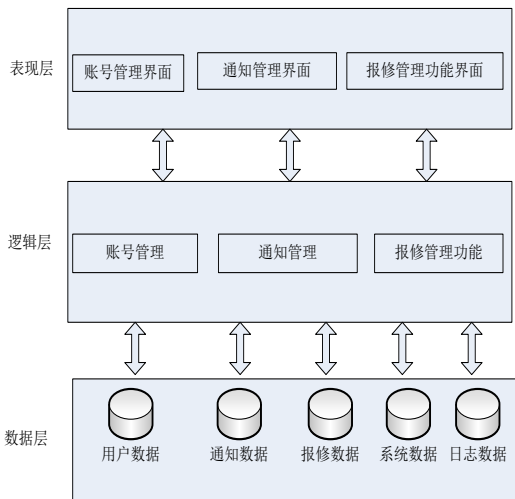 表现层
账号管理界面
通知管理界面
报修管理功能界面
逻辑层
账号管理
通知管理
报修管理功能
数据层
用户数据
通知数据
报修数据
系统数据
日志数据